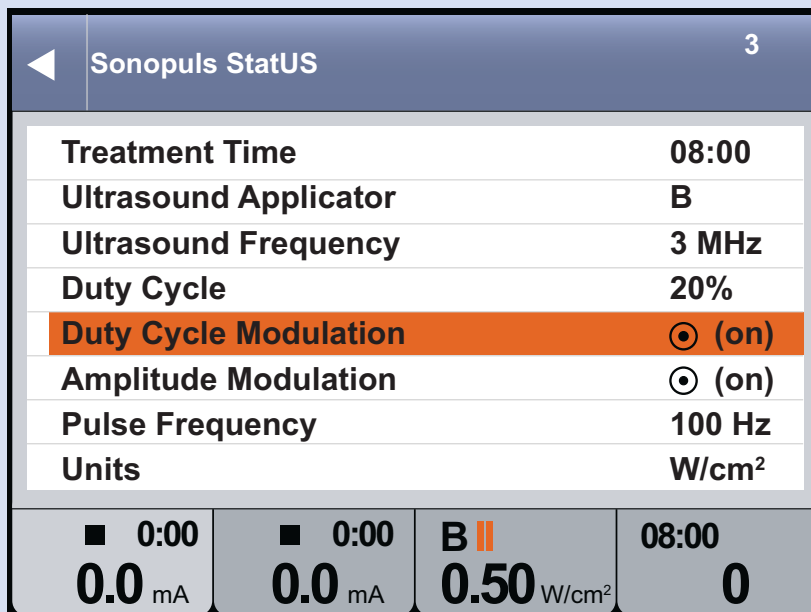 3
Sonopuls StatUS
Treatment Time 08:00
Ultrasound Applicator B
Ultrasound Frequency 3 MHz
Duty Cycle 20%
Duty Cycle Modulation (on)
Amplitude Modulation (on)
Pulse Frequency 100 Hz
Units W/cm²
0:00 0:00 B 08:00
0.0 mA 0.0 mA 0.50 W/cm² 0